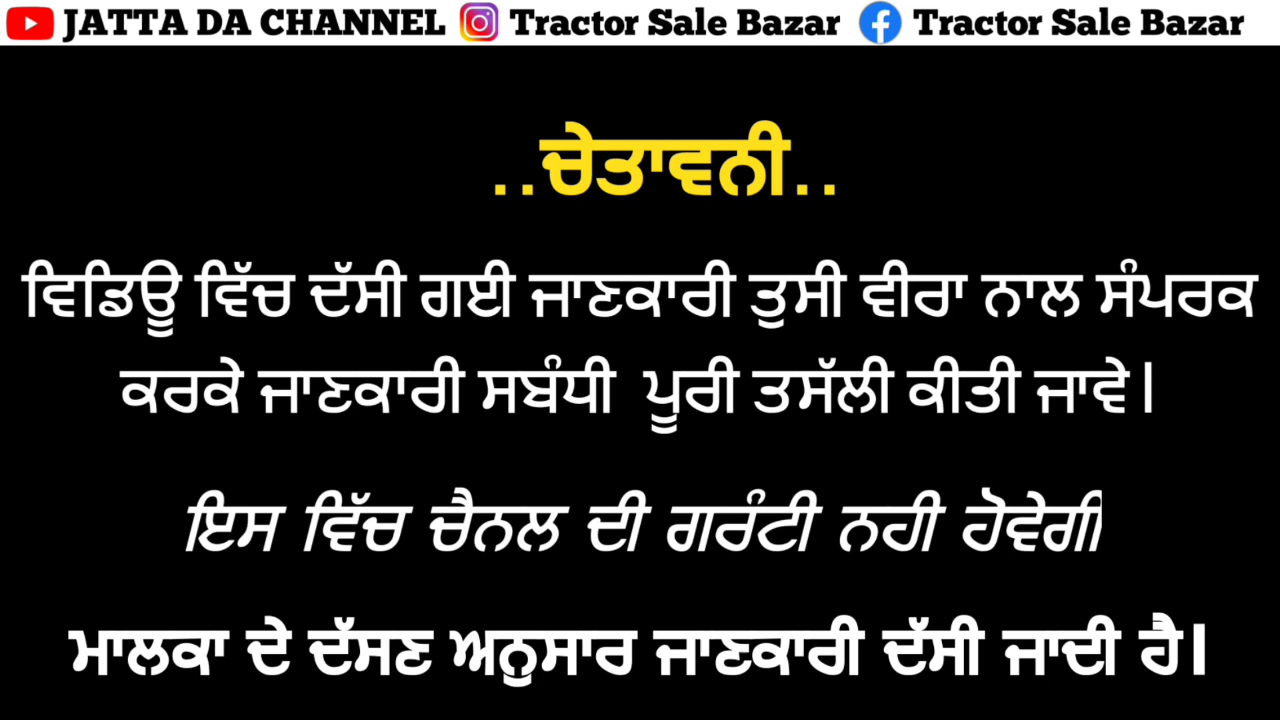 JATTA DA CHANNEL Tractor Sale Bazar Tractor Sale Bazar
..ਚੇਤਾਵਨੀ..
ਵਿਡਿਊ ਵਿੱਚ ਦੱਸੀ ਗਈ ਜਾਣਕਾਰੀ ਤੁਸੀ ਵੀਰਾ ਨਾਲ ਸੰਪਰਕ
ਕਰਕੇ ਜਾਣਕਾਰੀ ਸਬੰਧੀ ਪੂਰੀ ਤਸੱਲੀ ਕੀਤੀ ਜਾਵੇ।
ਇਸ ਵਿੱਚ ਚੈਨਲ ਦੀ ਗਰੰਟੀ ਨਹੀ ਹੋਵੇਗੀ
ਮਾਲਕਾ ਦੇ ਦੱਸਣ ਅਨੁਸਾਰ ਜਾਣਕਾਰੀ ਦੱਸੀ ਜਾਦੀ ਹੈ।